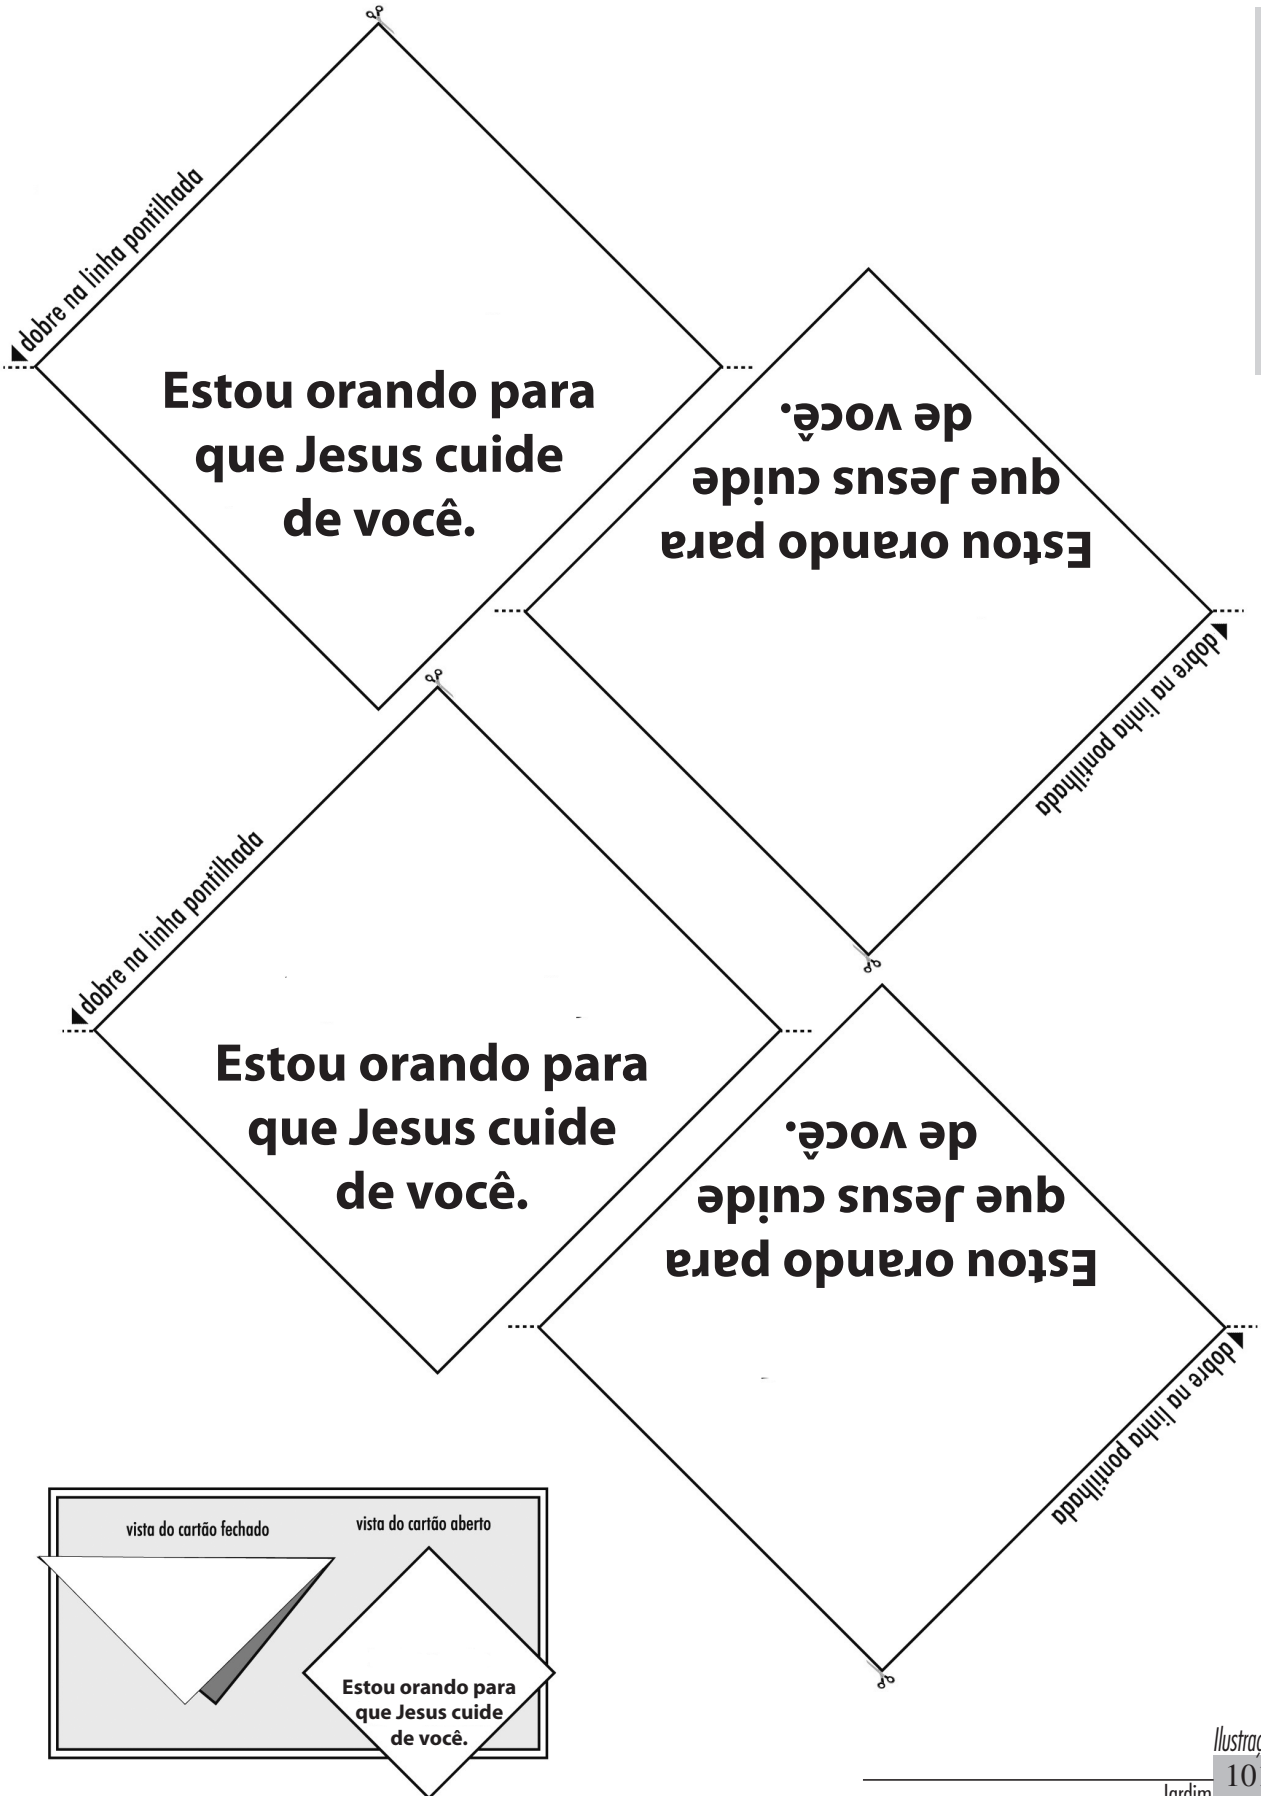 dobre na linha pontilhada
Estou orando para
que Jesus cuide
de você.
Estou orando para
que Jesus cuide
de você.
dobre na linha pontilhada
dobre na linha pontilhada
Estou orando para
que Jesus cuide
de você.
Estou orando para
que Jesus cuide
de você.
dobre na linha pontilhada
vista do cartão fechado
vista do cartão aberto
Estou orando para
que Jesus cuide
de você.
Jardim